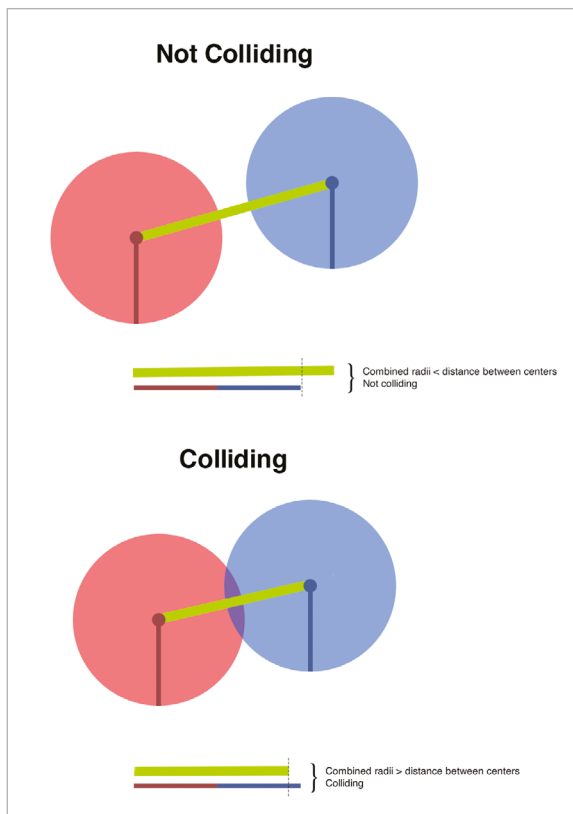 Not Colliding
Combined radii < distance between centers
Not colliding
Colliding
Combined radii > distance between centers
Colliding